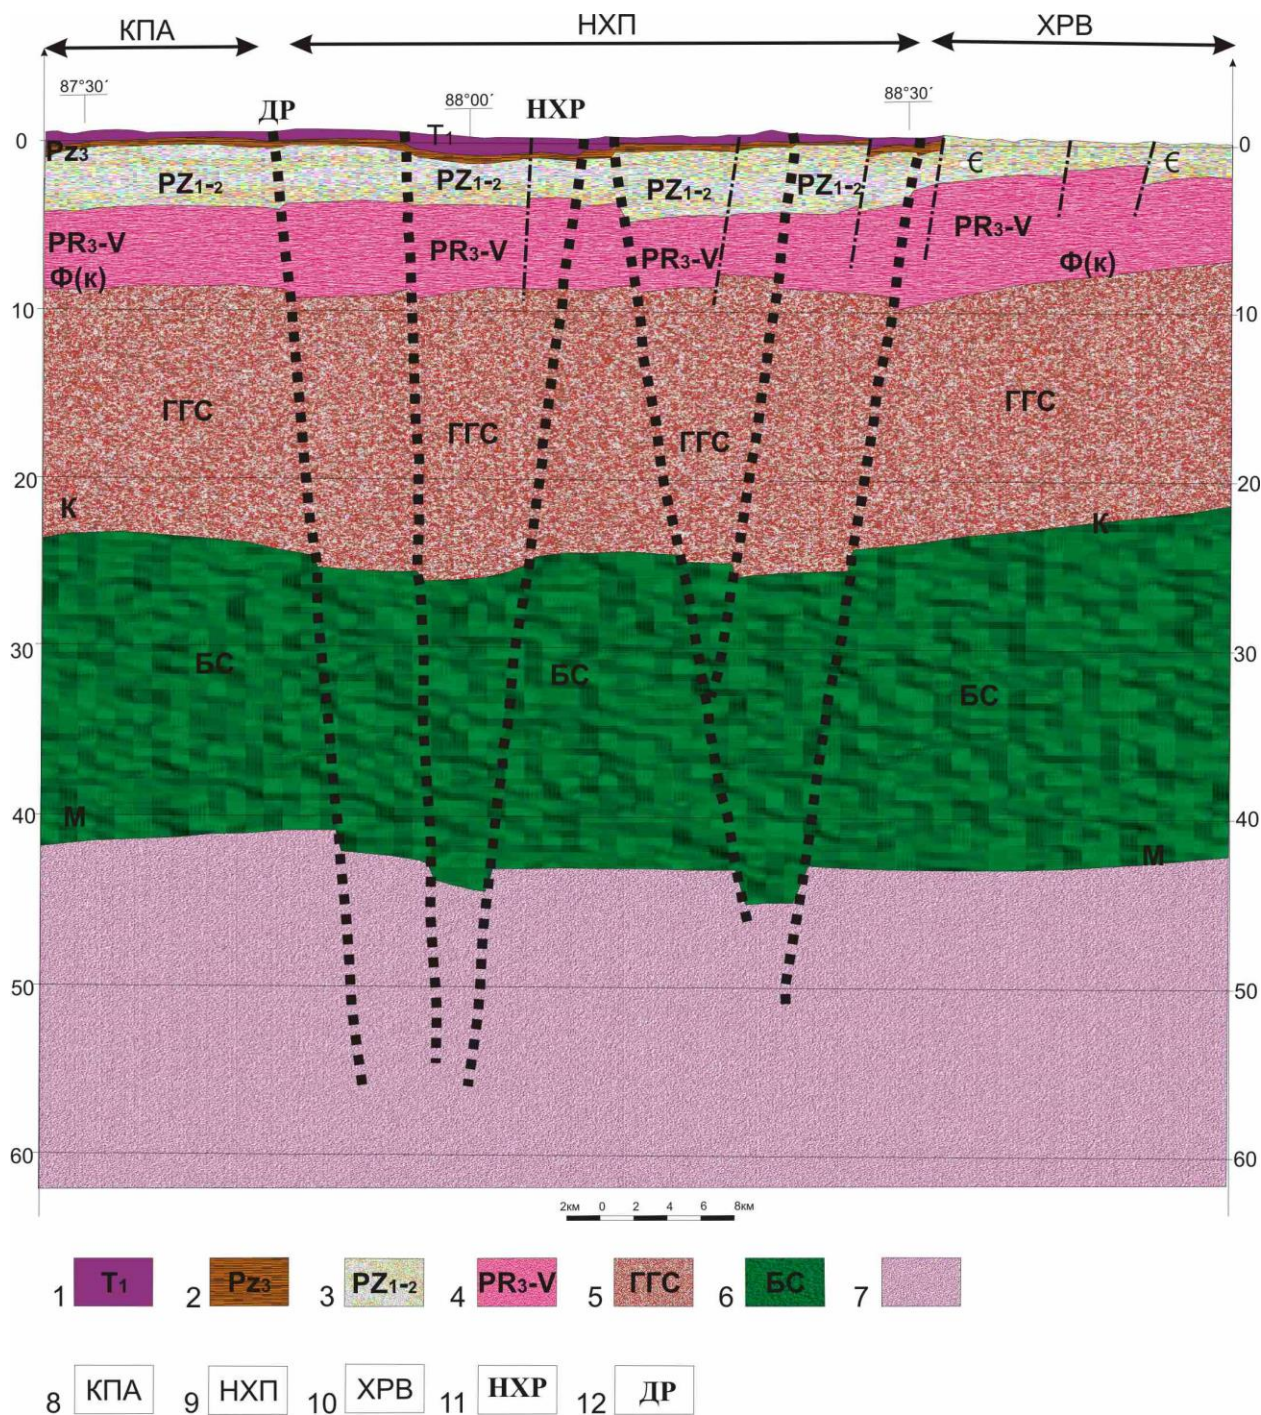 КПА НХП ХРВ
87°30´ 88°00´ 88°30´
ДР НХР
0 T1 0
Pz3 Є Є
PZ1-2 PZ1-2 PZ1-2 PZ1-2
PR3-V PR3-V PR3-V PR3-V
Ф(к) Ф(к)
10 10
ГГС ГГС ГГС ГГС
20 20
К К
30 30
БС БС БС
40 40
М М
50 50
60 60
2км 0 2 4 6 8км
1 T1 2 Pz3 3 PZ1-2 4 PR3-V 5 ГГС 6 БС 7
8 КПА 9 НХП 10 ХРВ 11 НХР 12 ДР